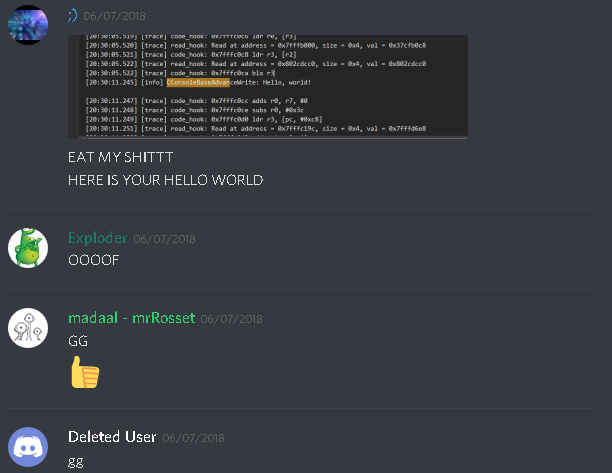 ;) 06/07/2018
[20:30:05.519] [trace] code_hook: 0x7fffc0c6 ldr r0, [r3]
[20:30:05.520] [trace] read_hook: Read at address = 0x7fffb000, size = 0x4, val = 0x37cfb0c8
[20:30:05.521] [trace] code_hook: 0x7fffc0c8 ldr r3, [r2]
[20:30:05.521] [trace] read_hook: Read at address = 0x802cdcc0, size = 0x4, val = 0x802cdcc0
[20:30:05.522] [trace] code_hook: 0x7fffc0ca blx r3
[20:30:11.245] [info] CConsoleBaseAdvanceWrite: Hello, world!
[20:30:11.247] [trace] code_hook: 0x7fffc0cc adds r0, r7, #0
[20:30:11.248] [trace] code_hook: 0x7fffc0ce subs r0, #0x3c
[20:30:11.249] [trace] code_hook: 0x7fffc0d0 ldr r3, [pc, #0xc8]
[20:30:11.251] [trace] read_hook: Read at address = 0x7fffc19c, size = 0x4, val = 0x7fffd6e8
EAT MY SHITTT
HERE IS YOUR HELLO WORLD
Exploder 06/07/2018
OOOOF
madaal - mrRosset 06/07/2018
GG
Deleted User 06/07/2018
gg